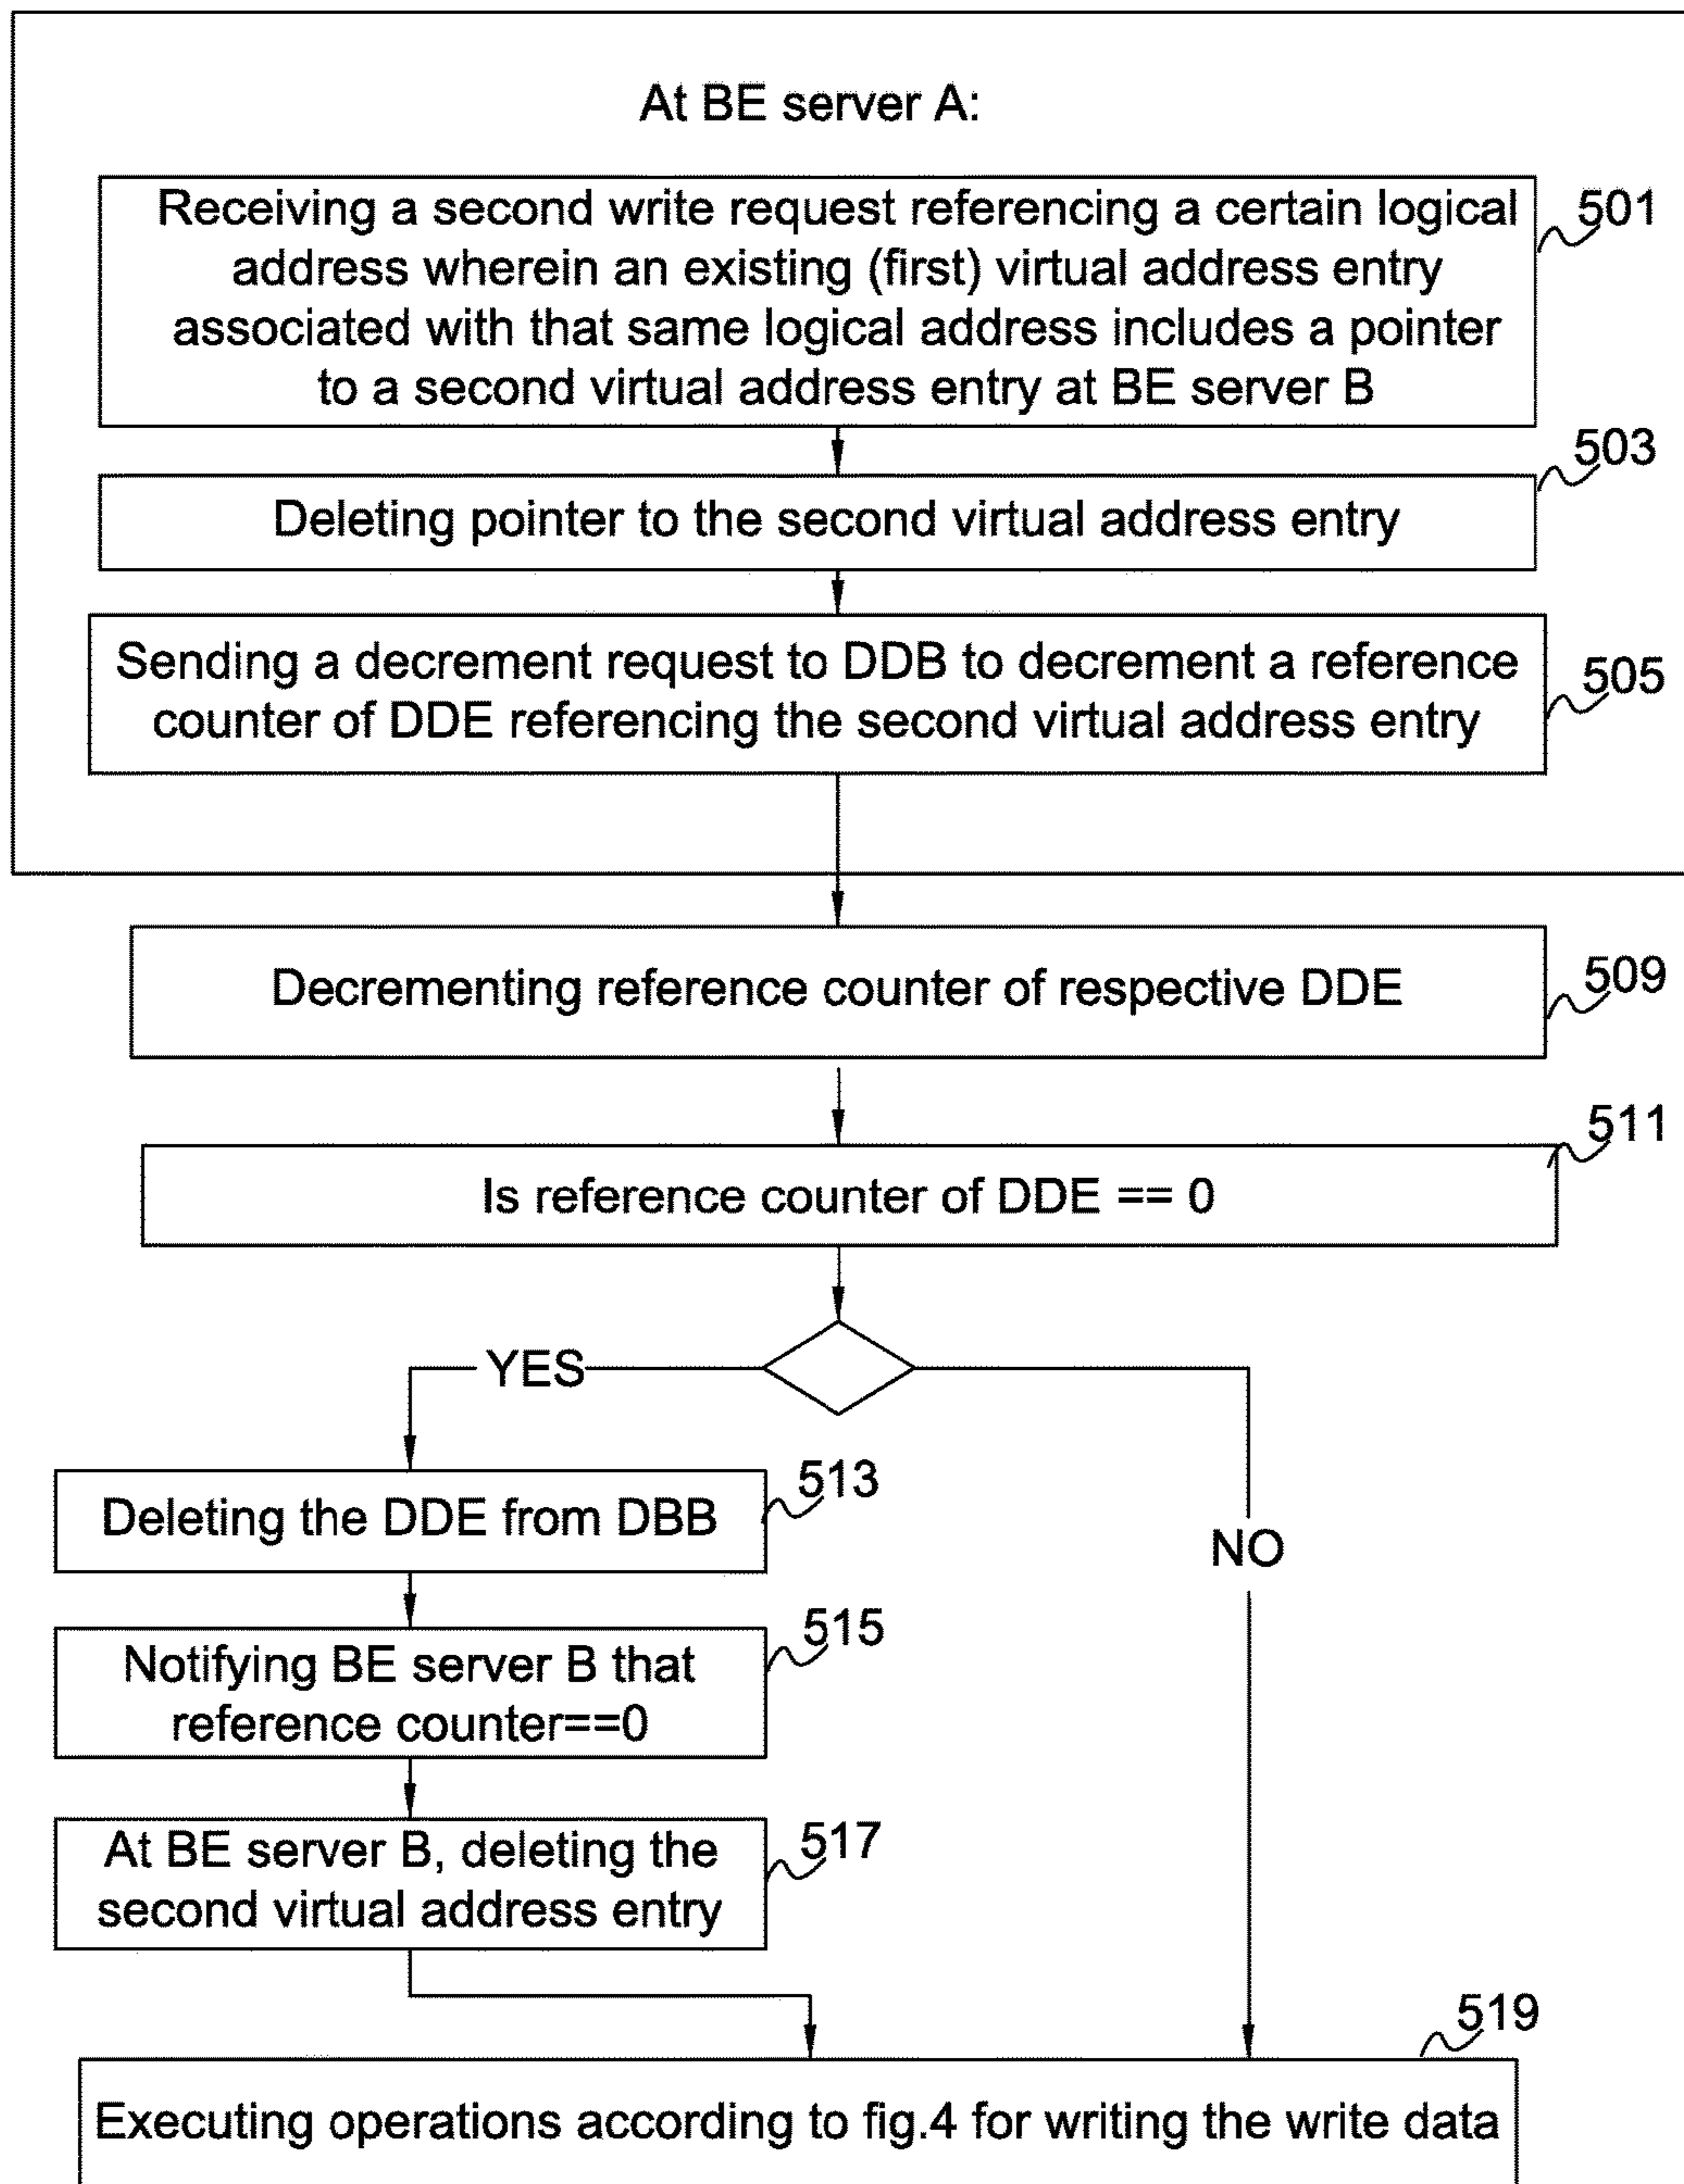 At BE server A:
Receiving a second write request referencing a certain logical
address wherein an existing (first) virtual address entry
associated with that same logical address includes a pointer
to a second virtual address entry at BE server B
501
Deleting pointer to the second virtual address entry
503
Sending a decrement request to DDB to decrement a reference
counter of DDE referencing the second virtual address entry
505
Decrementing reference counter of respective DDE
509
Is reference counter of DDE == 0
511
YES
NO
Deleting the DDE from DBB
513
Notifying BE server B that
reference counter==0
515
At BE server B, deleting the
second virtual address entry
517
519
Executing operations according to fig.4 for writing the write data